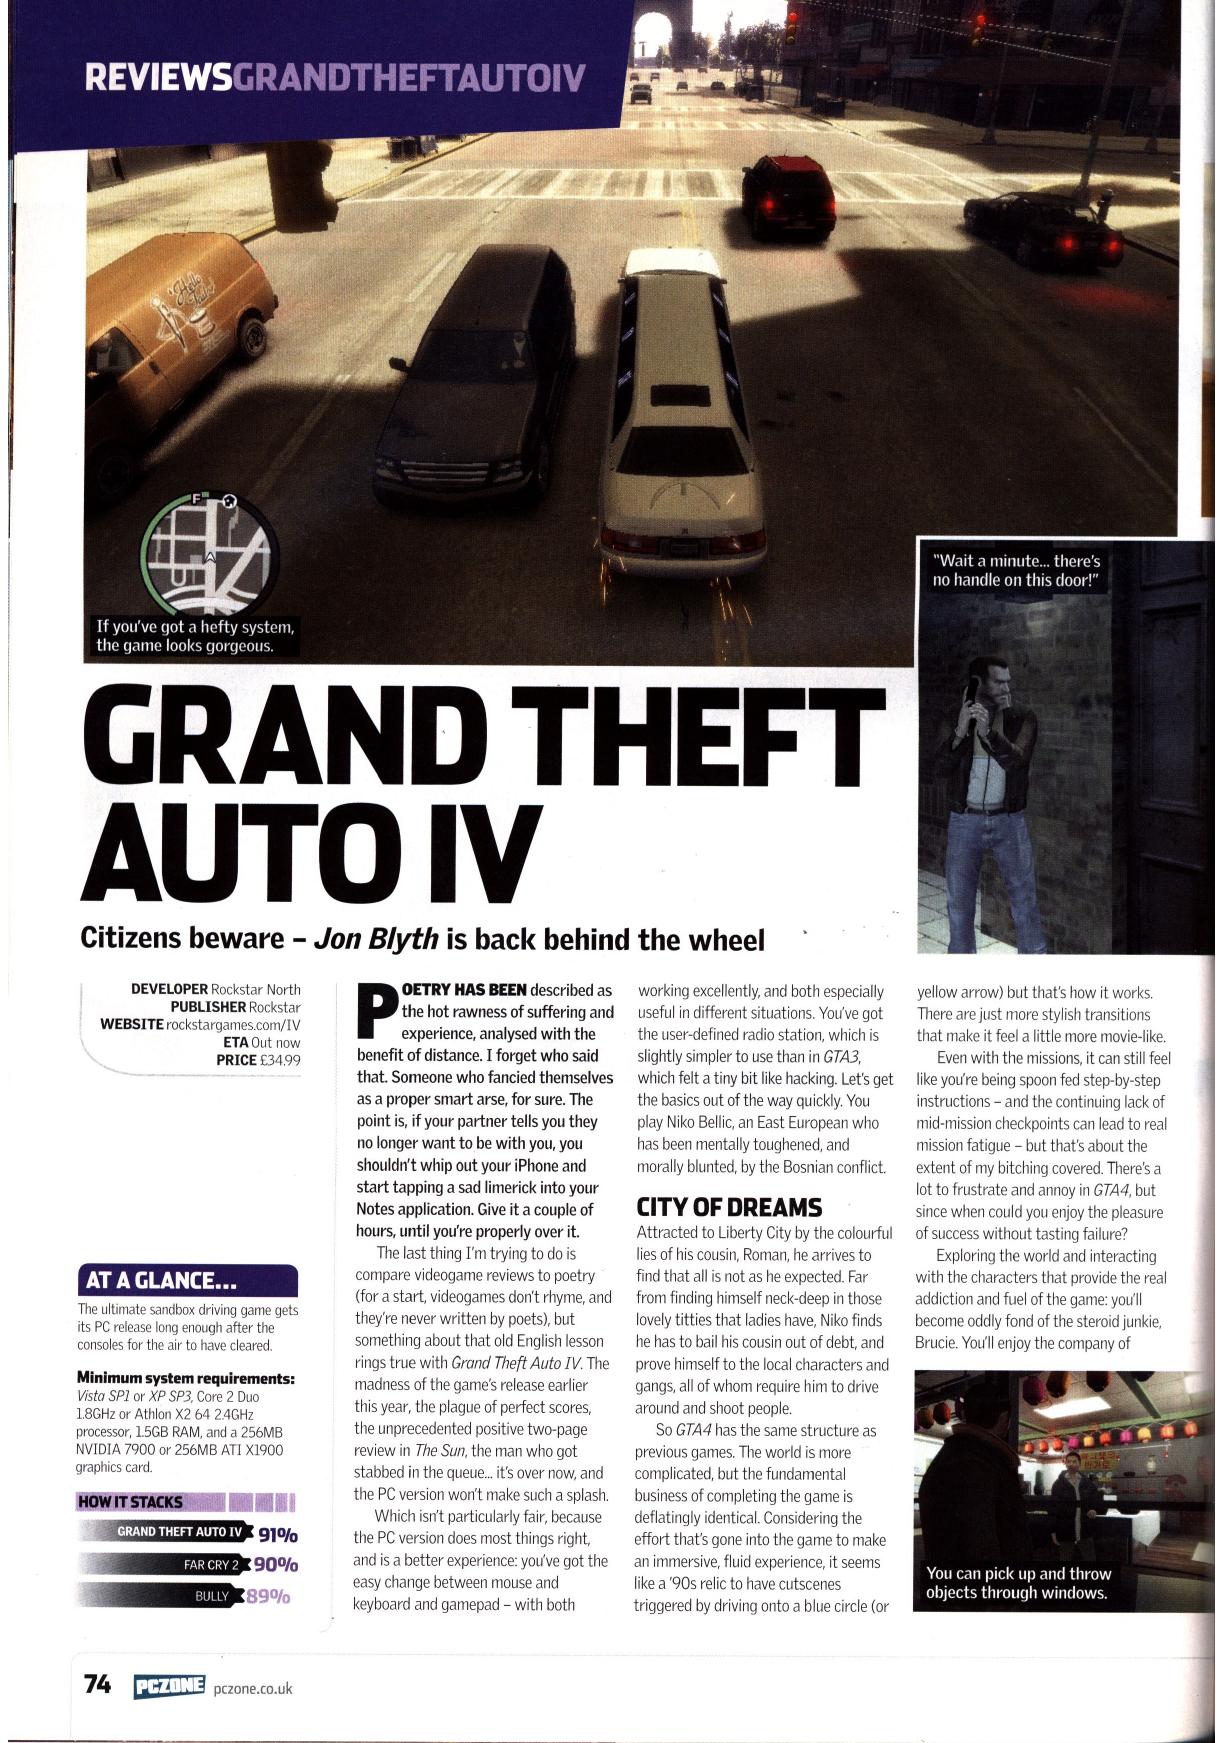 REVIEWSGRANDTHEFTAUTOIV
F
If you've got a hefty system,
the game looks gorgeous.
"Wait a minute... there's
no handle on this door!"
GRAND THEFT
AUTO IV
Citizens beware – Jon Blyth is back behind the wheel
DEVELOPER Rockstar North
PUBLISHER Rockstar
WEBSITE rockstargames.com/IV
ETA Out now
PRICE £34.99
AT A GLANCE...
The ultimate sandbox driving game gets
its PC release long enough after the
consoles for the air to have cleared.
Minimum system requirements:
Vista SP1 or XP SP3, Core 2 Duo
1.8GHz or Athlon X2 64 2.4GHz
processor, 1.5GB RAM, and a 256MB
NVIDIA 7900 or 256MB ATI X1900
graphics card.
HOW IT STACKS
GRAND THEFT AUTO IV 91%
FAR CRY 2 90%
BULLY 89%
POETRY HAS BEEN described as
the hot rawness of suffering and
experience, analysed with the
benefit of distance. I forget who said
that. Someone who fancied themselves
as a proper smart arse, for sure. The
point is, if your partner tells you they
no longer want to be with you, you
shouldn't whip out your iPhone and
start tapping a sad limerick into your
Notes application. Give it a couple of
hours, until you're properly over it.
The last thing I'm trying to do is
compare videogame reviews to poetry
(for a start, videogames don't rhyme, and
they're never written by poets), but
something about that old English lesson
rings true with Grand Theft Auto IV. The
madness of the game's release earlier
this year, the plague of perfect scores,
the unprecedented positive two-page
review in The Sun, the man who got
stabbed in the queue... it's over now, and
the PC version won't make such a splash.
Which isn't particularly fair, because
the PC version does most things right,
and is a better experience: you've got the
easy change between mouse and
keyboard and gamepad – with both
working excellently, and both especially
useful in different situations. You've got
the user-defined radio station, which is
slightly simpler to use than in GTA3,
which felt a tiny bit like hacking. Let's get
the basics out of the way quickly. You
play Niko Bellic, an East European who
has been mentally toughened, and
morally blunted, by the Bosnian conflict.
CITY OF DREAMS
Attracted to Liberty City by the colourful
lies of his cousin, Roman, he arrives to
find that all is not as he expected. Far
from finding himself neck-deep in those
lovely titties that ladies have, Niko finds
he has to bail his cousin out of debt, and
prove himself to the local characters and
gangs, all of whom require him to drive
around and shoot people.
So GTA4 has the same structure as
previous games. The world is more
complicated, but the fundamental
business of completing the game is
deflatingly identical. Considering the
effort that's gone into the game to make
an immersive, fluid experience, it seems
like a '90s relic to have cutscenes
triggered by driving onto a blue circle (or
yellow arrow) but that's how it works.
There are just more stylish transitions
that make it feel a little more movie-like.
Even with the missions, it can still feel
like you're being spoon fed step-by-step
instructions – and the continuing lack of
mid-mission checkpoints can lead to real
mission fatigue – but that's about the
extent of my bitching covered. There's a
lot to frustrate and annoy in GTA4, but
since when could you enjoy the pleasure
of success without tasting failure?
Exploring the world and interacting
with the characters that provide the real
addiction and fuel of the game: you'll
become oddly fond of the steroid junkie,
Brucie. You'll enjoy the company of
You can pick up and throw
objects through windows.
74 PCZONE pczone.co.uk